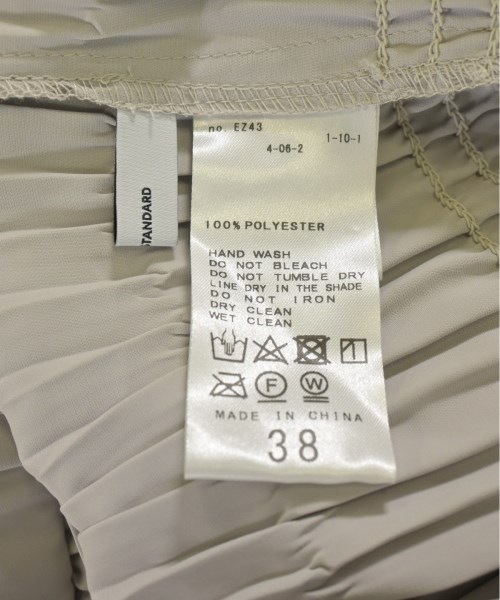 no. EZ43
4-06-2
1-10-1
STANDARD
100% POLYESTER
HAND WASH
DO NOT BLEACH
DO NOT TUMBLE DRY
LINE DRY IN THE SHADE
DO NOT IRON
DRY CLEAN
WET CLEAN
F W
MADE IN CHINA
38